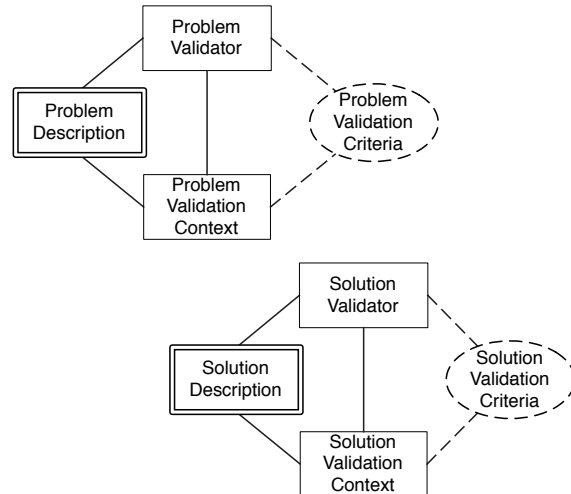 Problem
Validator
Problem
Description
Problem
Validation
Criteria
Problem
Validation
Context
Solution
Validator
Solution
Description
Solution
Validation
Criteria
Solution
Validation
Context